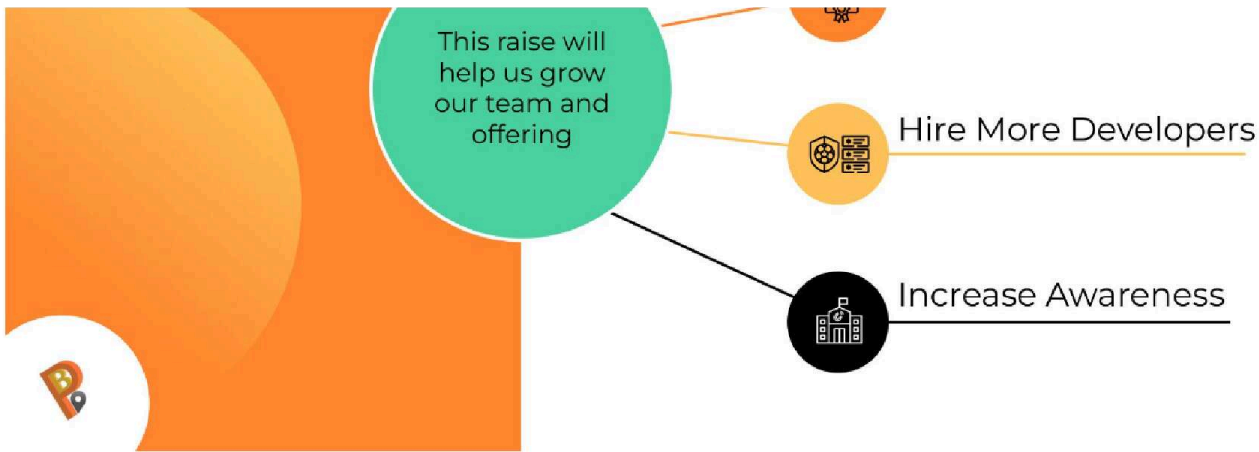 This raise will
help us grow
our team and
offering
Hire More Developers
Increase Awareness